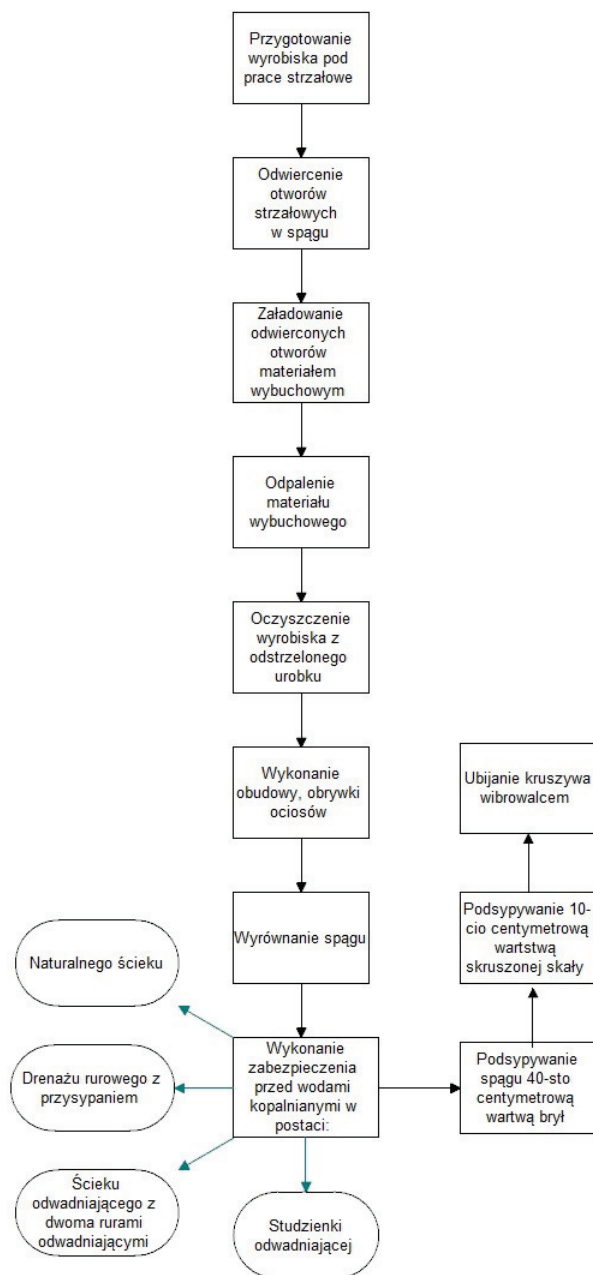 Przygotowanie
wyrobiska pod
prace strzałowe
Odwiercenie
otworów
strzałowych
w spągu
Załadowanie
odwierconych
otworów
materiałem
wybuchowym
Odpalenie
materiału
wybuchowego
Oczyszczenie
wyrobiska z
odstrzelonego
urobku
Wykonanie
obudowy, obrywki
ociosów
Wyrównanie spągu
Wykonanie
zabezpieczenia
przed wodami
kopalnianymi w
postaci:
Naturalnego ścieku
Drenażu rurowego z
przysypaniem
Ścieku
odwadniającego z
dwoma rurami
odwadniającymi
Studzienki
odwadniającej
Podsypywanie
spągu 40-sto
centymetrową
wartwą brył
Podsypywanie 10-
cio centymetrową
wartstwą
skruszonej skały
Ubijanie kruszywa
wibrowalcem